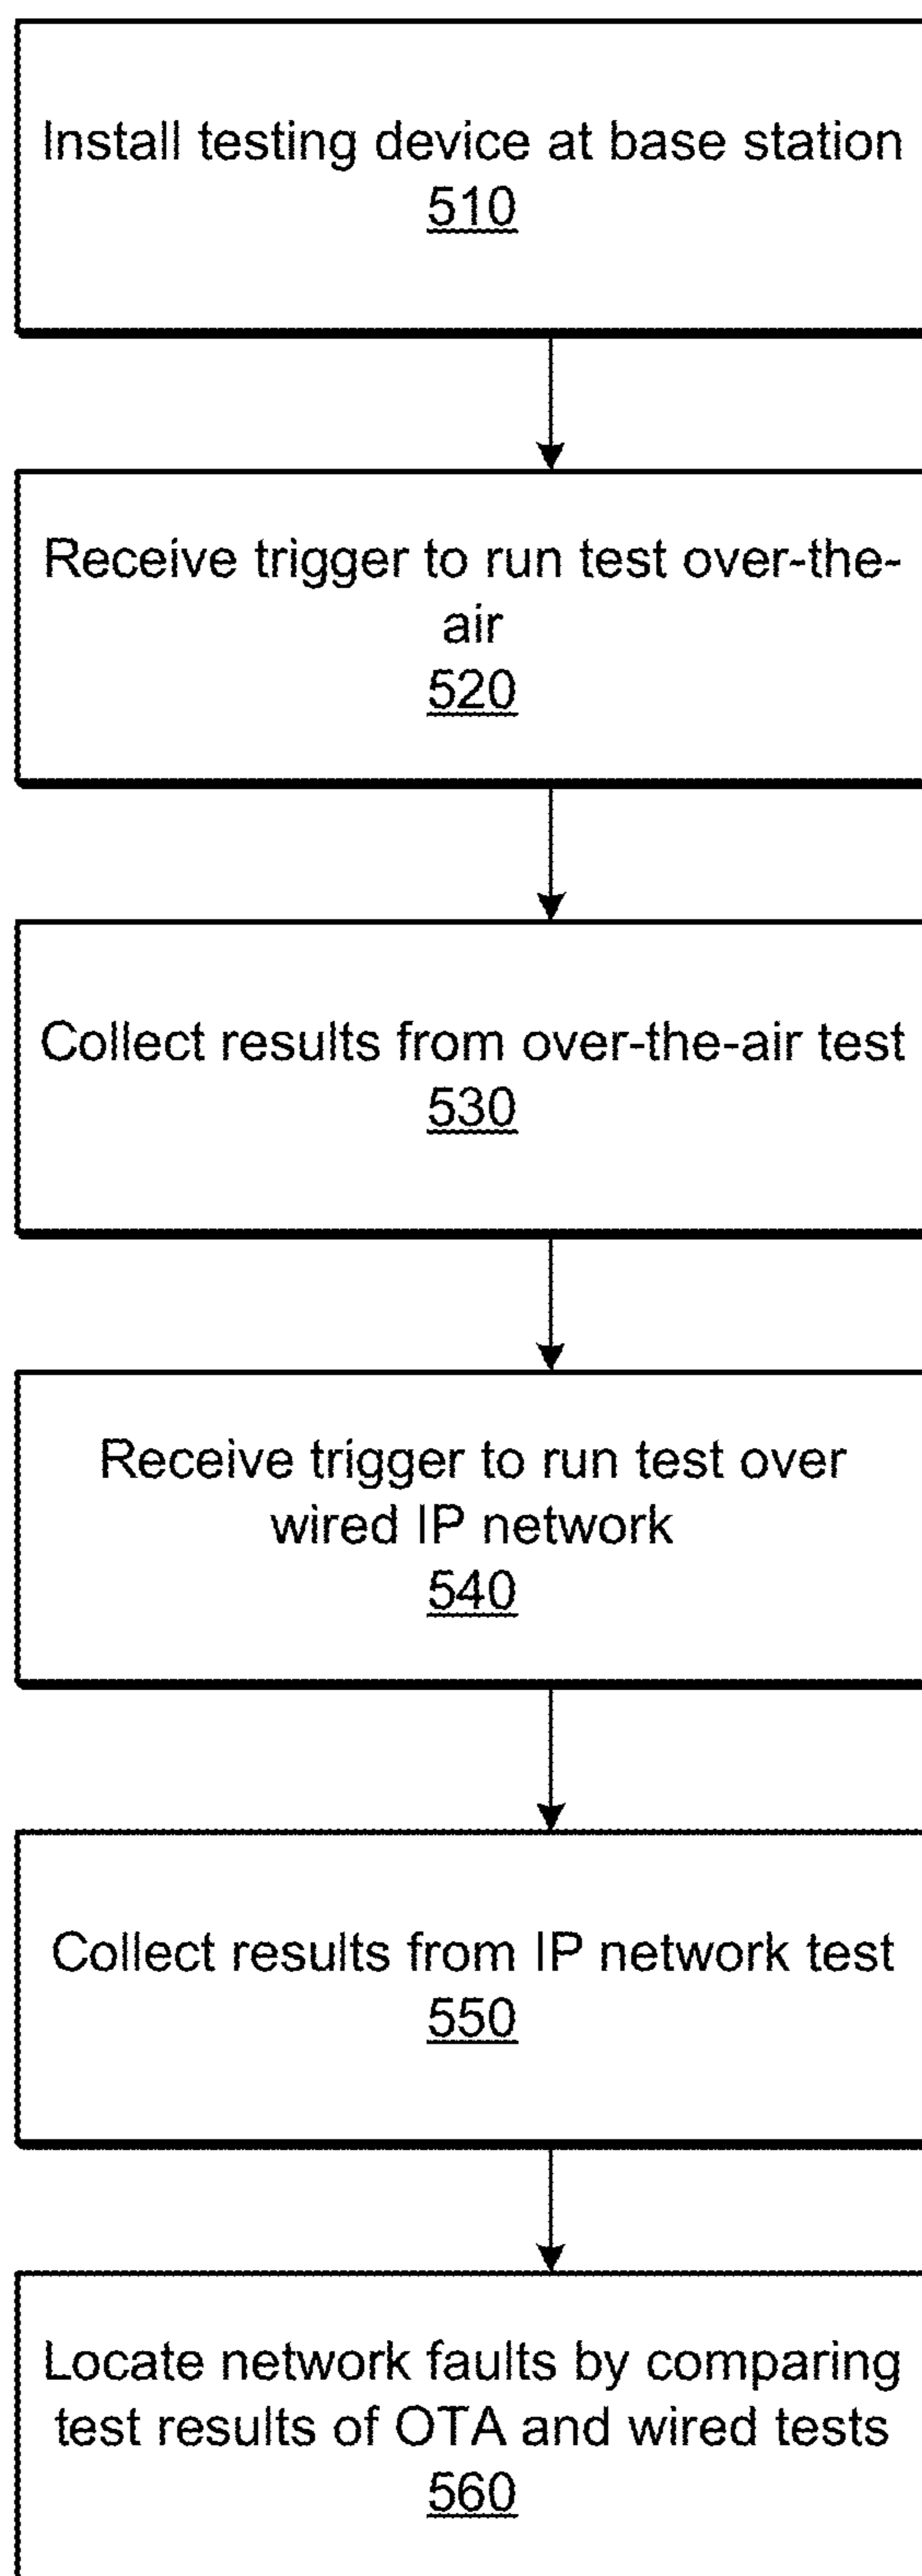 Install testing device at base station
510
Receive trigger to run test over-the-
air
520
Collect results from over-the-air test
530
Receive trigger to run test over
wired IP network
540
Collect results from IP network test
550
Locate network faults by comparing
test results of OTA and wired tests
560